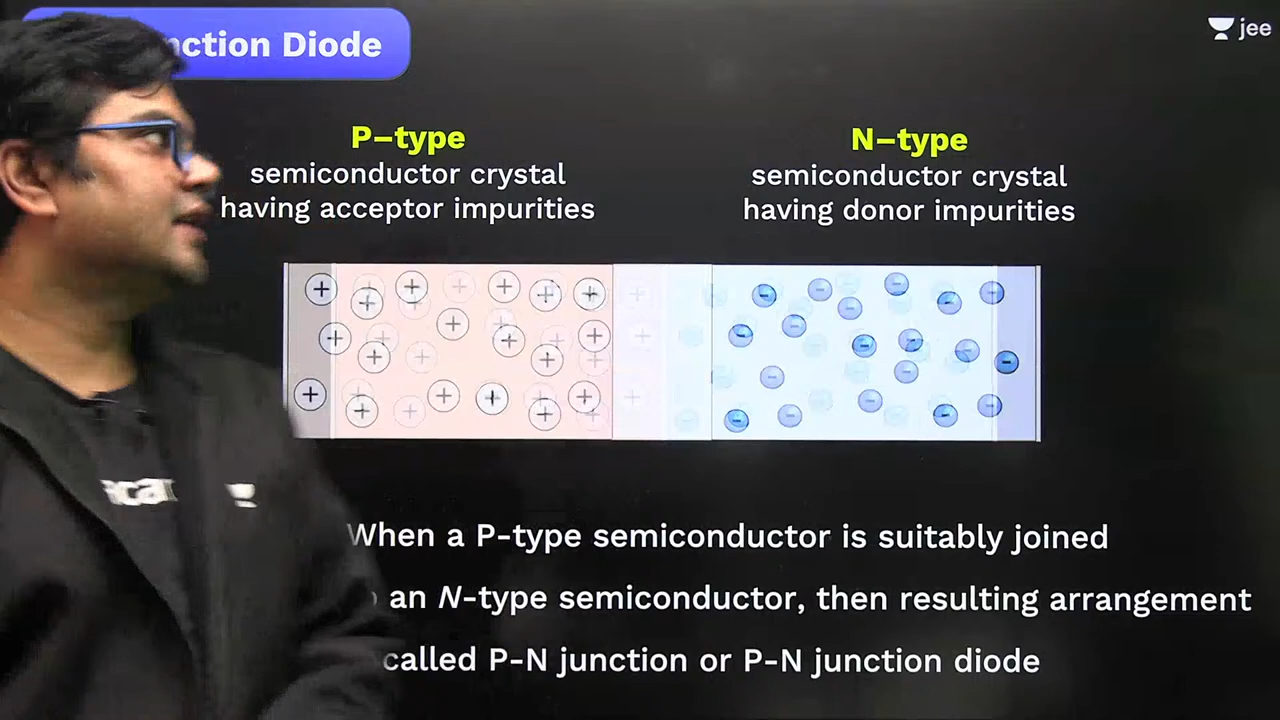 nction Diode
jee
P–type
semiconductor crystal
having acceptor impurities
N–type
semiconductor crystal
having donor impurities
When a P-type semiconductor is suitably joined
an N-type semiconductor, then resulting arrangement
called P-N junction or P-N junction diode